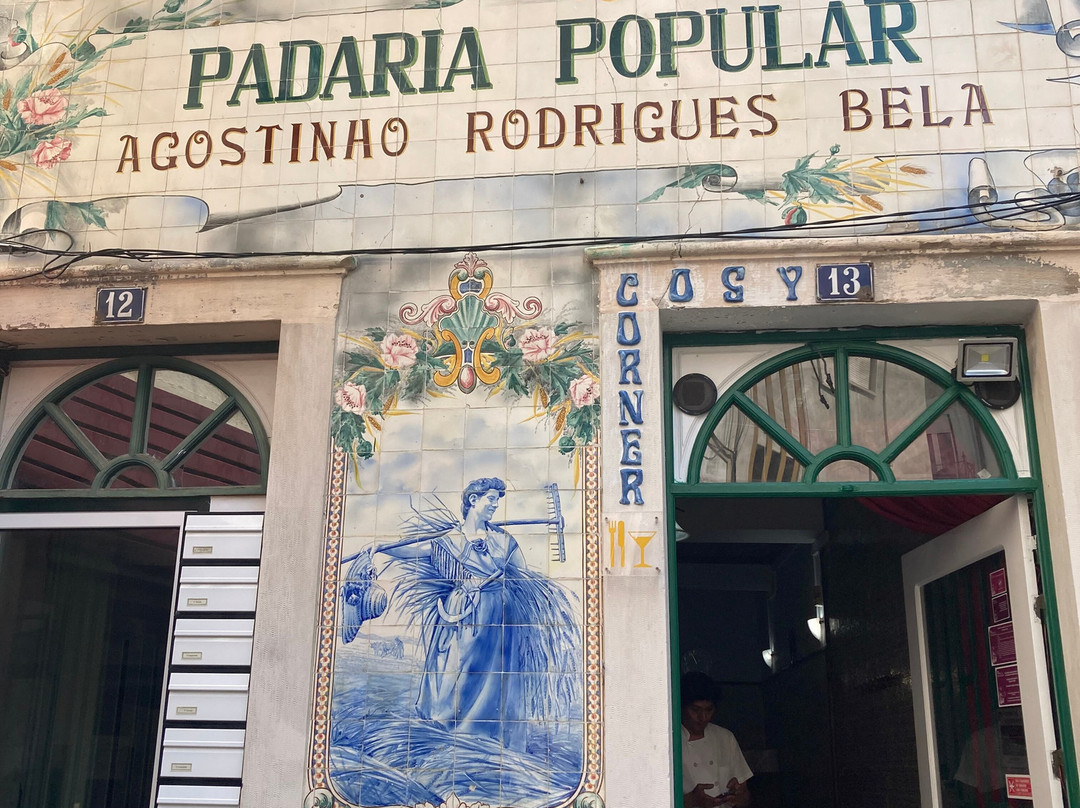 PADARIA POPULAR
AGOSTINHO RODRIGUES BELA
12
COSY
13
CORNER